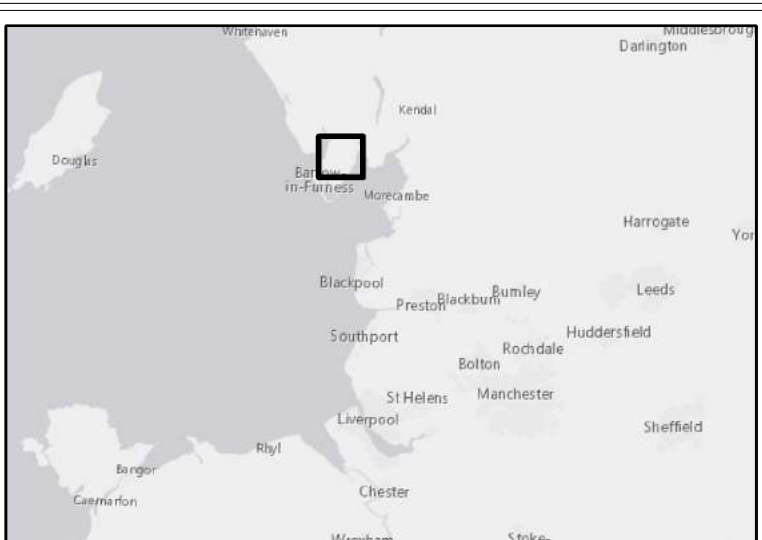 Whitehaven
Middlesbroug
Darlington
Kendal
Douglas
Barrow-
in-Furness
Morecambe
Harrogate
Yor
Blackpool
Preston
Blackburn
Burnley
Leeds
Southport
Huddersfield
Rochdale
Bolton
St Helens
Manchester
Liverpool
Sheffield
Rhyl
Bangor
Caernarfon
Chester
Wrexham
Stoke-